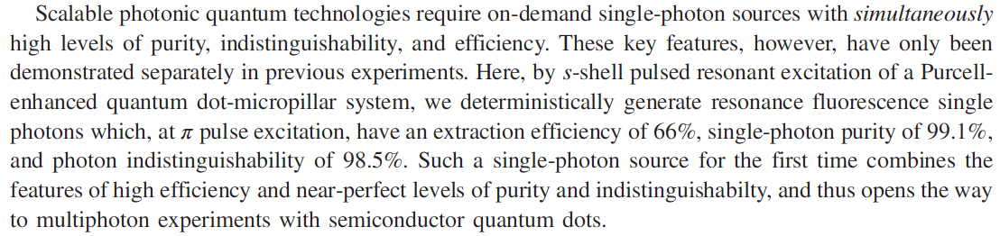 Scalable photonic quantum technologies require on-demand single-photon sources with simultaneously
high levels of purity, indistinguishability, and efficiency. These key features, however, have only been
demonstrated separately in previous experiments. Here, by s-shell pulsed resonant excitation of a Purcell-
enhanced quantum dot-micropillar system, we deterministically generate resonance fluorescence single
photons which, at π pulse excitation, have an extraction efficiency of 66%, single-photon purity of 99.1%,
and photon indistinguishability of 98.5%. Such a single-photon source for the first time combines the
features of high efficiency and near-perfect levels of purity and indistinguishabilty, and thus opens the way
to multiphoton experiments with semiconductor quantum dots.